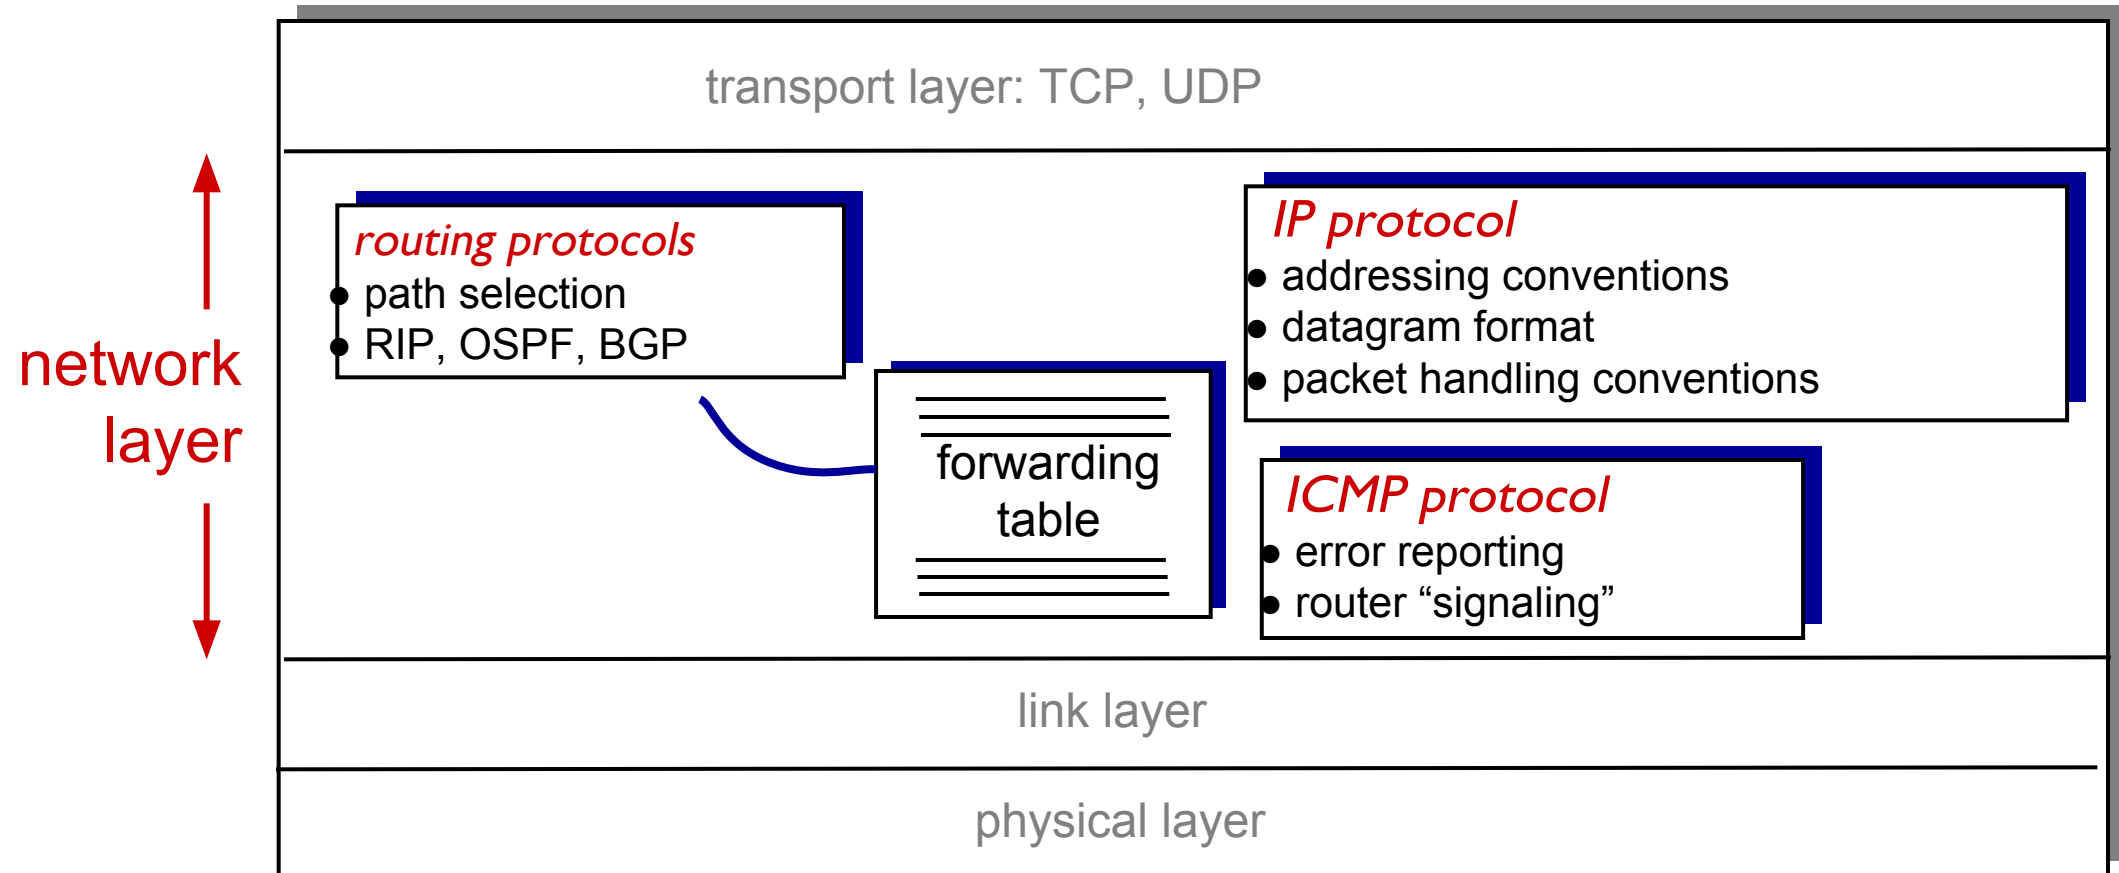 transport layer: TCP, UDP
network
layer
routing protocols
● path selection
● RIP, OSPF, BGP
forwarding
table
IP protocol
● addressing conventions
● datagram format
● packet handling conventions
ICMP protocol
● error reporting
● router “signaling”
link layer
physical layer